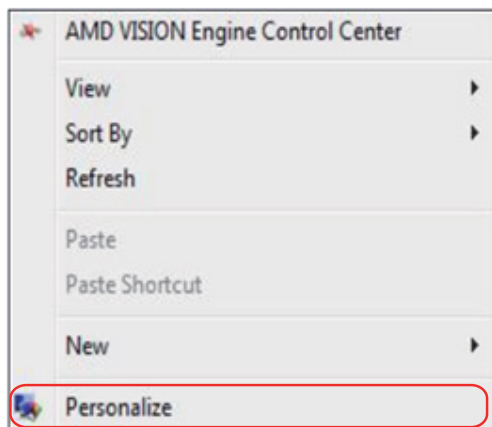 AMD VISION Engine Control Center
View
Sort By
Refresh
Paste
Paste Shortcut
New
Personalize